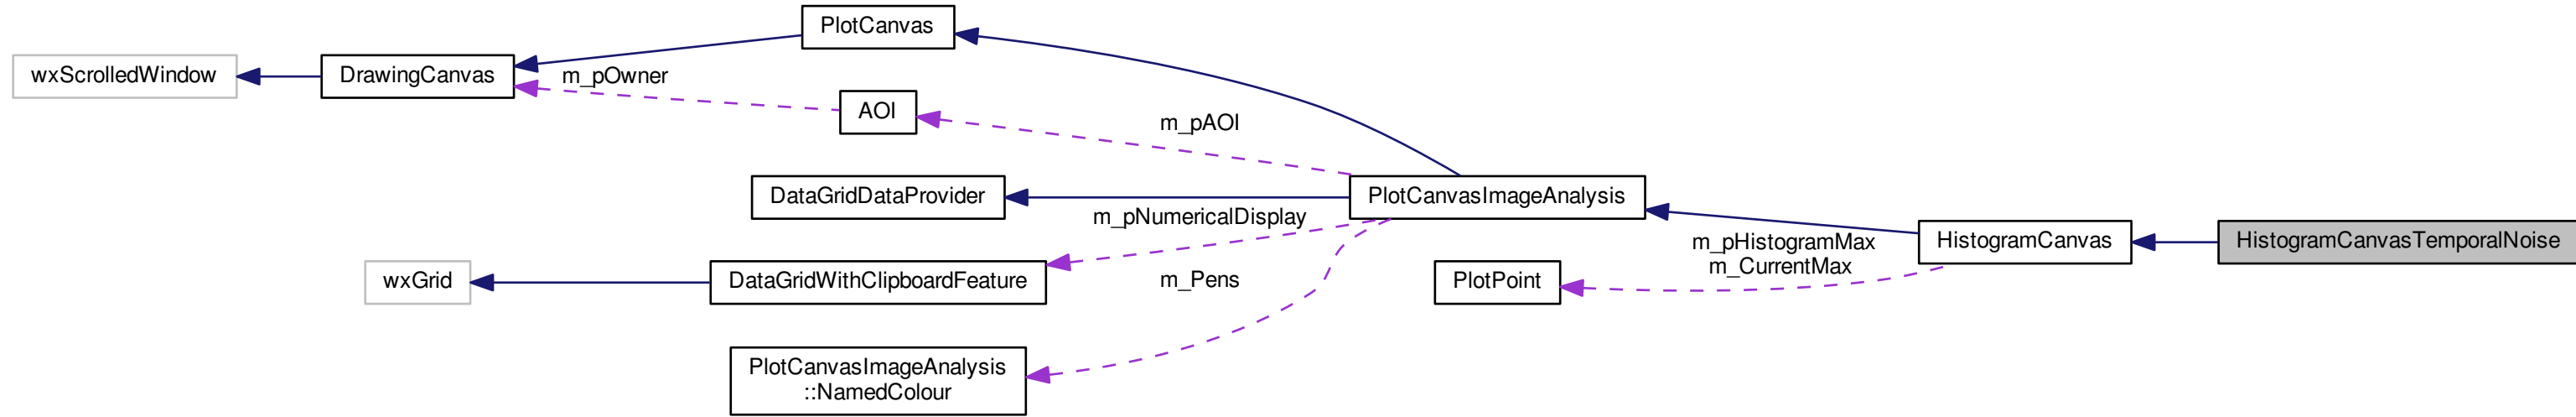 PlotCanvas
wxScrolledWindow
DrawingCanvas
m_pOwner
AOI
m_pAOI
DataGridDataProvider
PlotCanvasImageAnalysis
m_pNumericalDisplay
m_pHistogramMax
m_CurrentMax
HistogramCanvas
HistogramCanvasTemporalNoise
wxGrid
DataGridWithClipboardFeature
m_Pens
PlotPoint
PlotCanvasImageAnalysis
::NamedColour